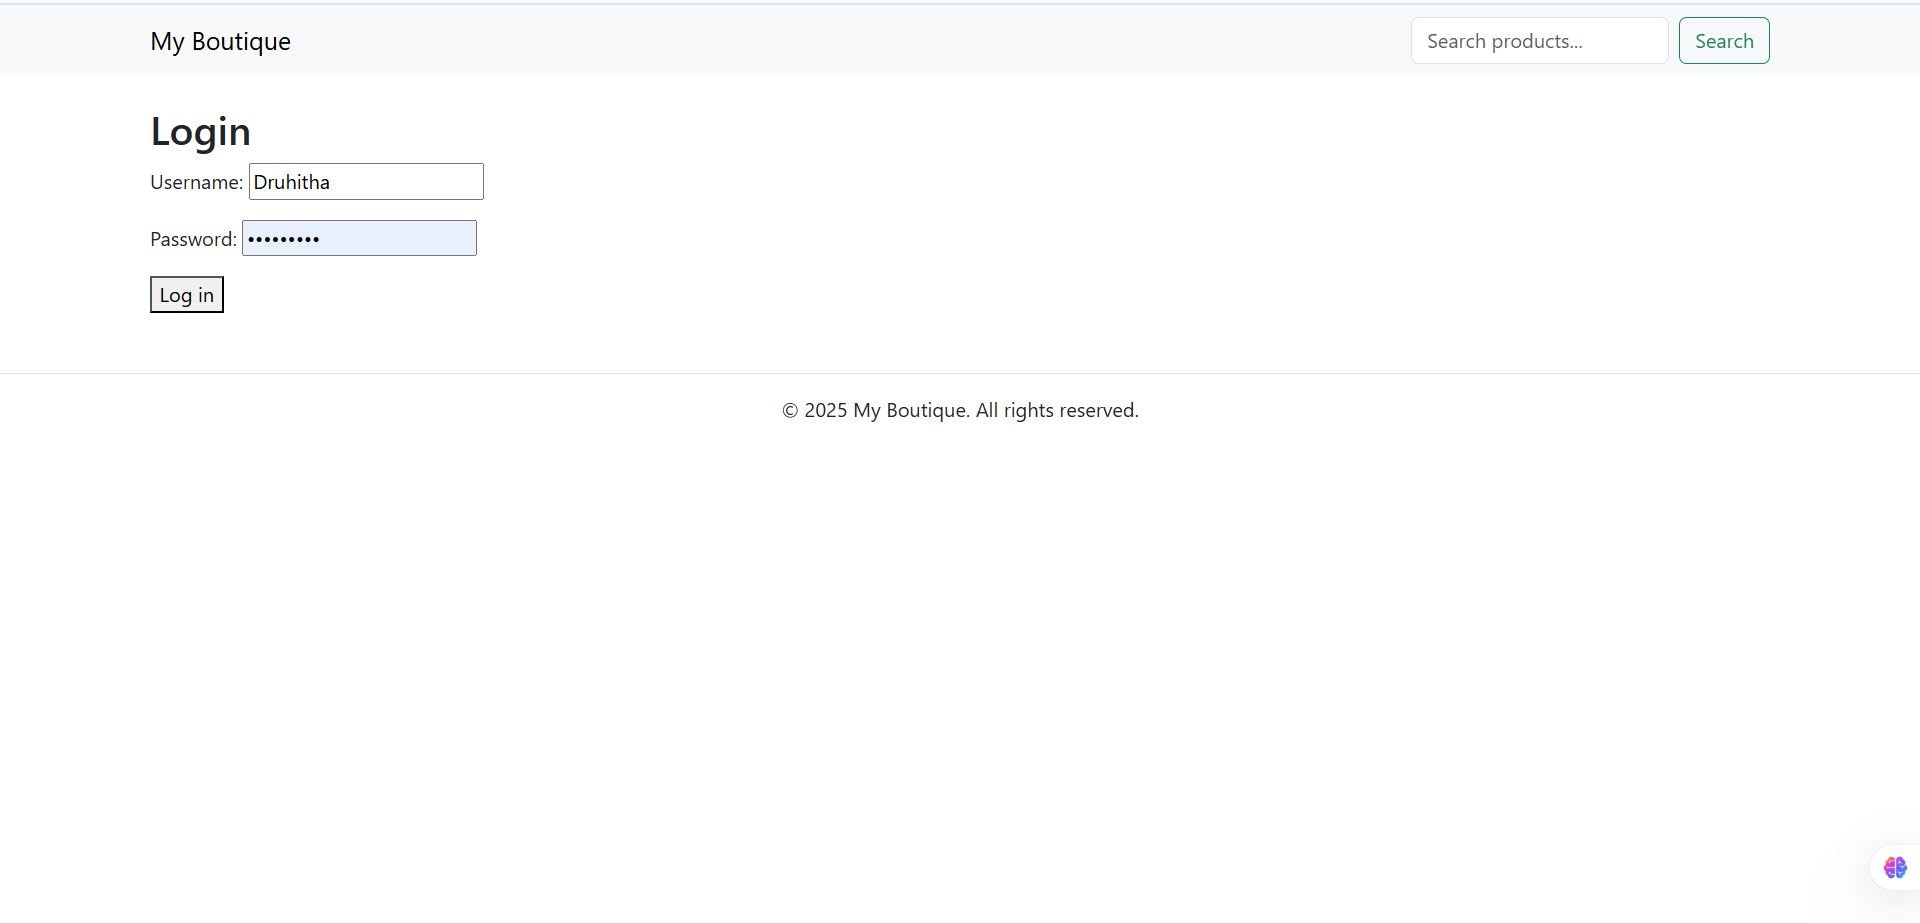 My Boutique
Search products...
Search
Login
Username: Druhitha
Password: •••••••••
Log in
© 2025 My Boutique. All rights reserved.